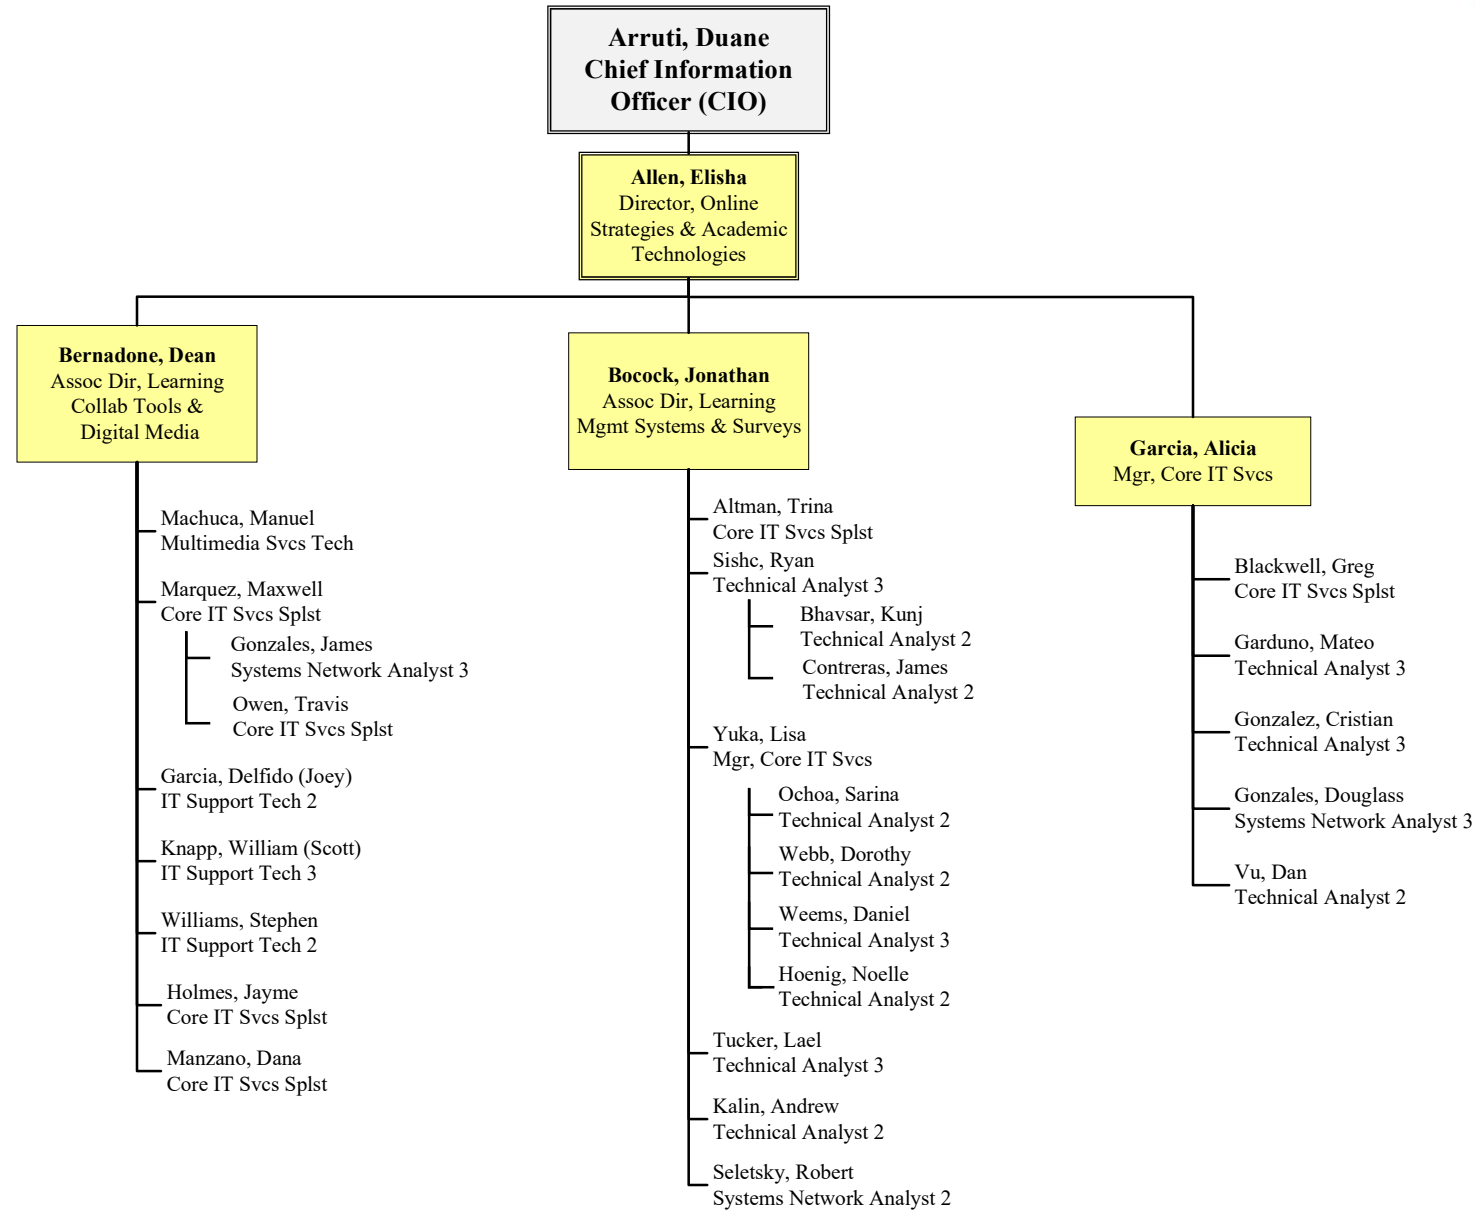 Arruti, Duane
Chief Information
Officer (CIO)
Allen, Elisha
Director, Online
Strategies & Academic
Technologies
Bernadone, Dean
Assoc Dir, Learning
Collab Tools &
Digital Media
Machuca, Manuel
Multimedia Svcs Tech
Marquez, Maxwell
Core IT Svcs Splst
Gonzales, James
Systems Network Analyst 3
Owen, Travis
Core IT Svcs Splst
Garcia, Delfido (Joey)
IT Support Tech 2
Knapp, William (Scott)
IT Support Tech 3
Williams, Stephen
IT Support Tech 2
Holmes, Jayme
Core IT Svcs Splst
Manzano, Dana
Core IT Svcs Splst
Bocock, Jonathan
Assoc Dir, Learning
Mgmt Systems & Surveys
Altman, Trina
Core IT Svcs Splst
Sishc, Ryan
Technical Analyst 3
Bhavsar, Kunj
Technical Analyst 2
Contreras, James
Technical Analyst 2
Yuka, Lisa
Mgr, Core IT Svcs
Ochoa, Sarina
Technical Analyst 2
Webb, Dorothy
Technical Analyst 2
Weems, Daniel
Technical Analyst 3
Hoenig, Noelle
Technical Analyst 2
Tucker, Lael
Technical Analyst 3
Kalin, Andrew
Technical Analyst 2
Seletsky, Robert
Systems Network Analyst 2
Garcia, Alicia
Mgr, Core IT Svcs
Blackwell, Greg
Core IT Svcs Splst
Garduno, Mateo
Technical Analyst 3
Gonzalez, Cristian
Technical Analyst 3
Gonzales, Douglass
Systems Network Analyst 3
Vu, Dan
Technical Analyst 2